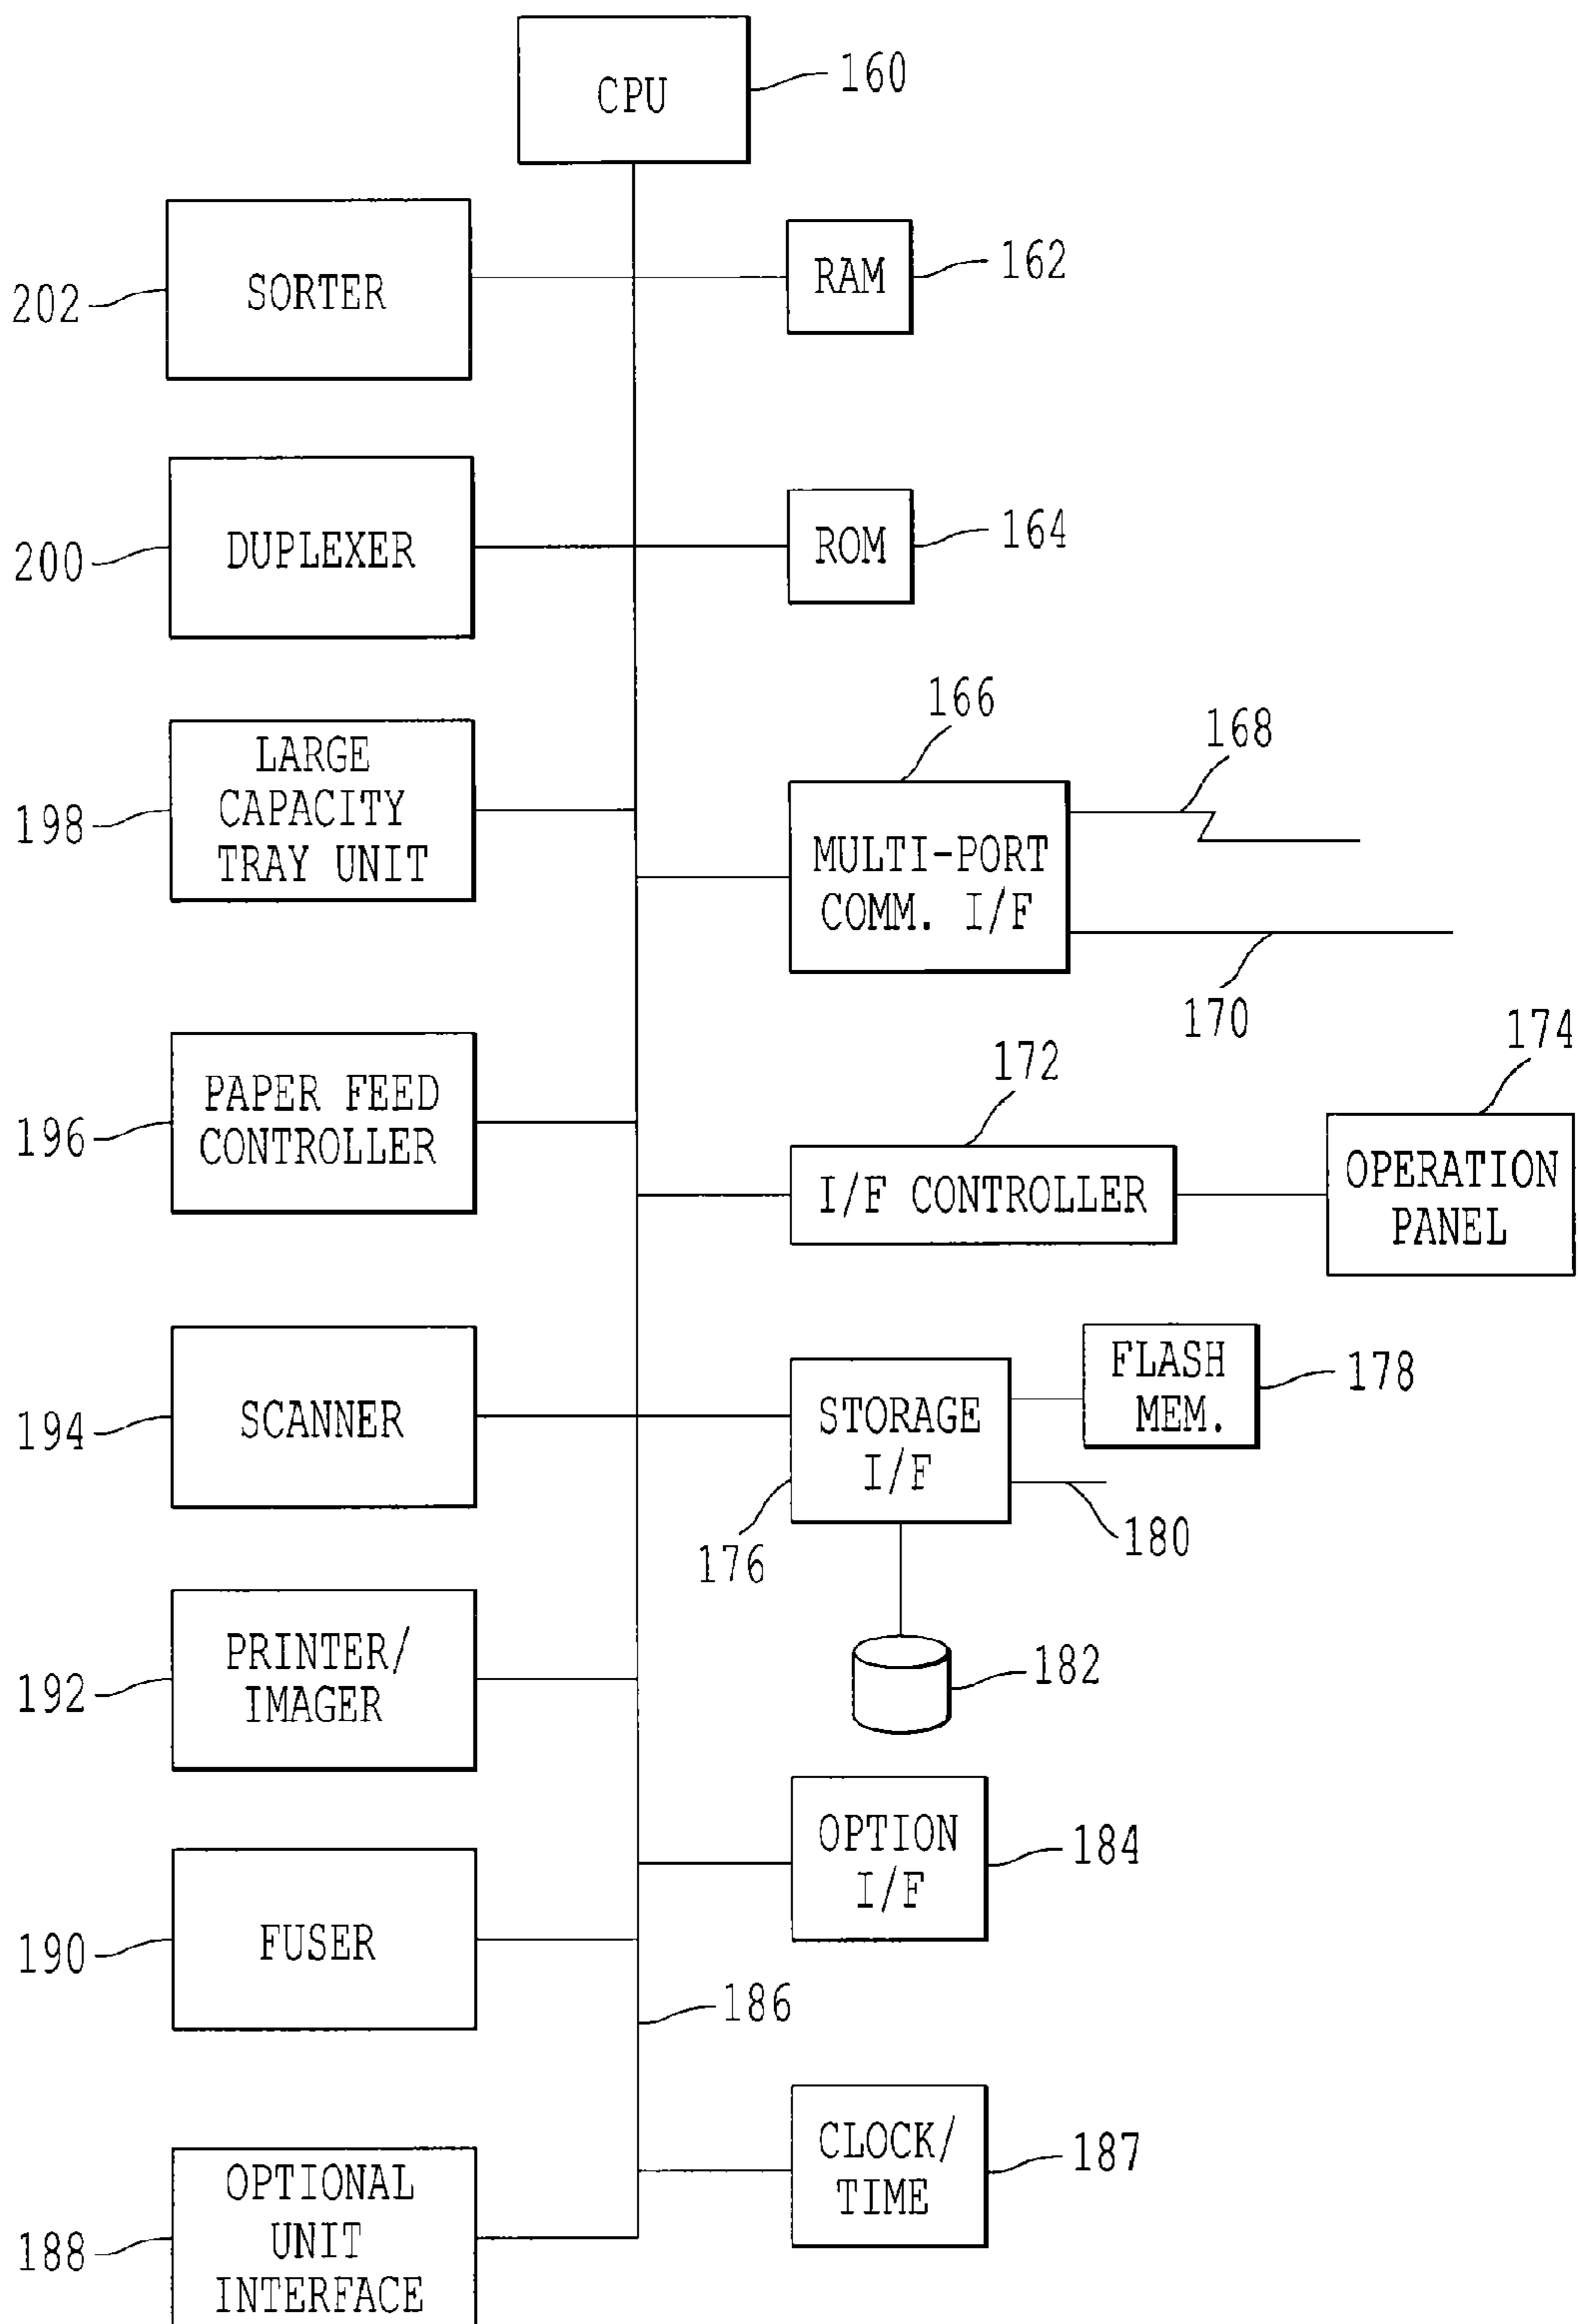 CPU
160
SORTER
202
RAM
162
DUPLEXER
200
ROM
164
LARGE
CAPACITY
TRAY UNIT
198
166
168
MULTI-PORT
COMM. I/F
170
PAPER FEED
CONTROLLER
196
172
I/F CONTROLLER
174
OPERATION
PANEL
SCANNER
194
STORAGE
I/F
176
FLASH
MEM.
178
180
182
PRINTER/
IMAGER
192
OPTION
I/F
184
FUSER
190
186
CLOCK/
TIME
187
OPTIONAL
UNIT
INTERFACE
188